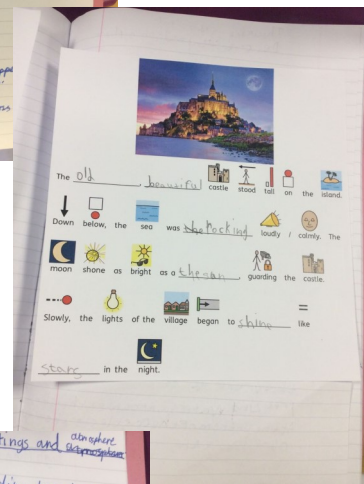 The old, beautiful castle stood tall on the island.
Down below, the sea was rocking loudly / calmly. The
moon shone as bright as a the sun, guarding the castle.
Slowly, the lights of the village began to shine like
stars in the night.
tings and atmosphere